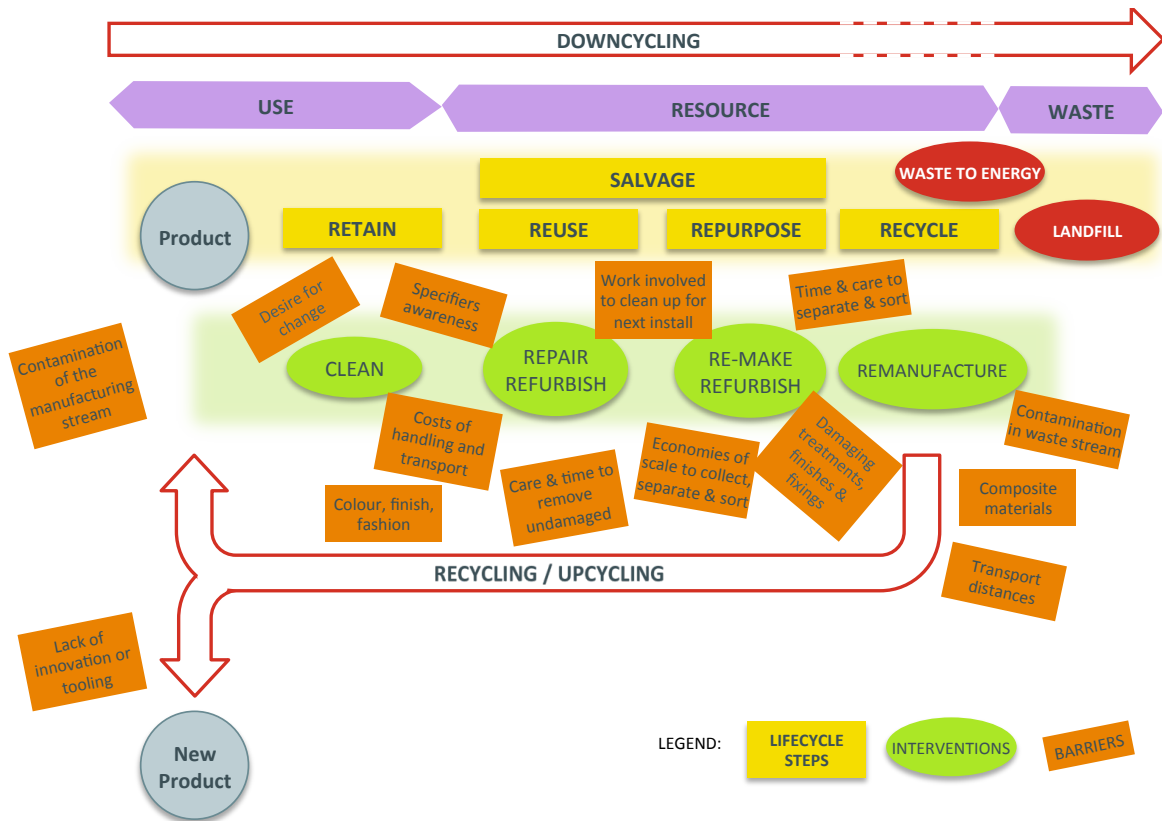 DOWNCYCLING
USE
RESOURCE
WASTE
SALVAGE
WASTE TO ENERGY
Product
RETAIN
REUSE
REPURPOSE
RECYCLE
LANDFILL
Desire for
change
Specifiers
awareness
Work involved
to clean up for
next install
Time & care to
separate & sort
Contamination
of the
manufacturing
stream
CLEAN
REPAIR
REFURBISH
RE-MAKE
REFURBISH
REMANUFACTURE
Costs of
handling and
transport
Colour, finish,
fashion
Care & time to
remove
undamaged
Economies of
scale to collect,
separate & sort
Damaging
treatments,
finishes &
fixings
Contamination
in waste stream
Composite
materials
Transport
distances
RECYCLING / UPCYCLING
Lack of
innovation or
tooling
New
Product
LEGEND:
LIFECYCLE
STEPS
INTERVENTIONS
BARRIERS